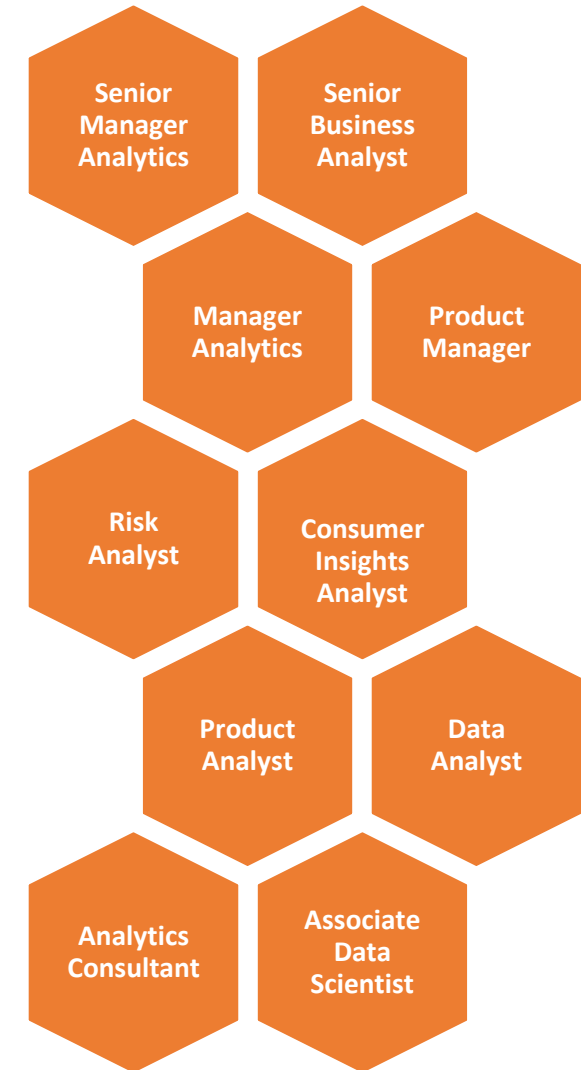 Senior
Manager
Analytics
Senior
Business
Analyst
Manager
Analytics
Product
Manager
Risk
Analyst
Consumer
Insights
Analyst
Product
Analyst
Data
Analyst
Analytics
Consultant
Associate
Data
Scientist